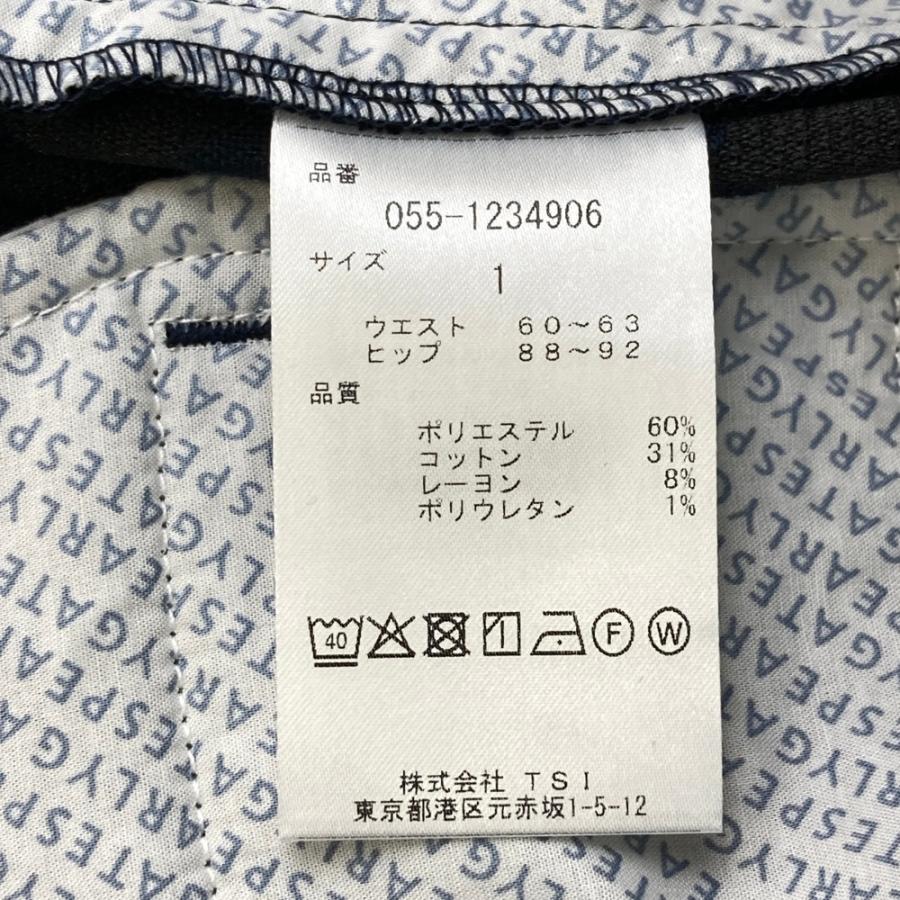 品番
055-1234906
サイズ
1
ウエスト 60～63
ヒップ 88～92
品質
ポリエステル 60%
コットン 31%
レーヨン 8%
ポリウレタン 1%
40 F W
株式会社 TSI
東京都港区元赤坂1-5-12
PEARLYGATES